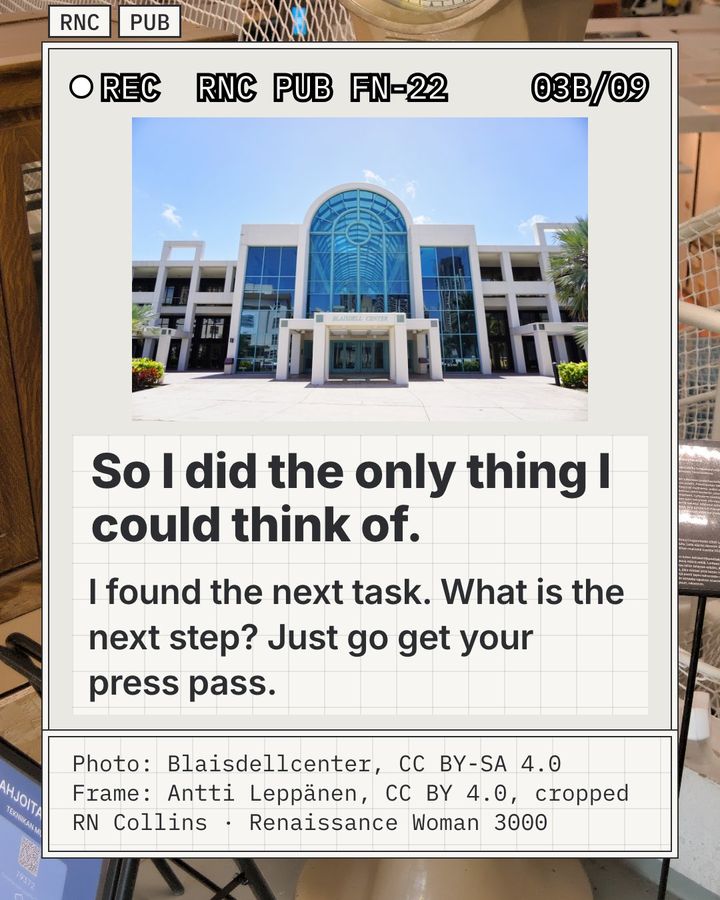 RNC PUB
REC RNC PUB FN-22 03B/09
BLAISDELL CENTER
So I did the only thing I
could think of.
I found the next task. What is the
next step? Just go get your
press pass.
Photo: Blaisdellcenter, CC BY-SA 4.0
Frame: Antti Leppänen, CC BY 4.0, cropped
RN Collins · Renaissance Woman 3000